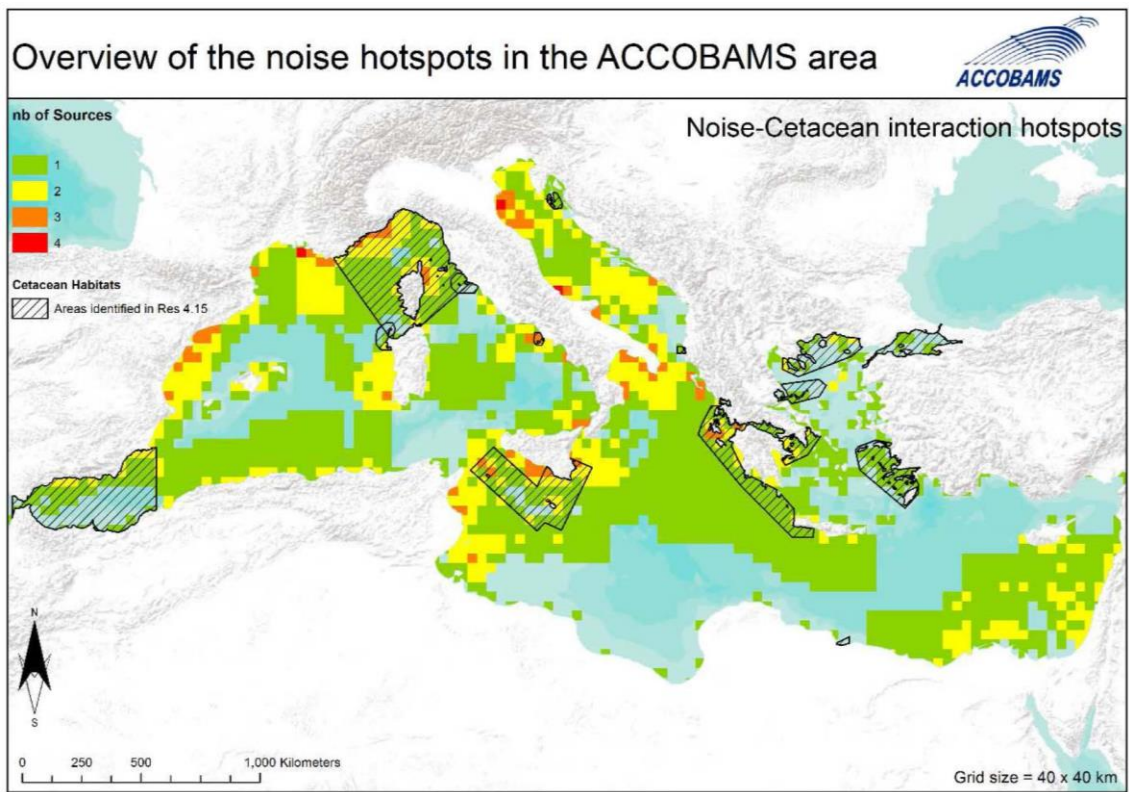 Overview of the noise hotspots in the ACCOBAMS area
ACCOBAMS
nb of Sources
Noise-Cetacean interaction hotspots
1
2
3
4
Cetacean Habitats
Areas identified in Res 4.15
N
S
0 250 500 1,000 Kilometers
Grid size = 40 x 40 km